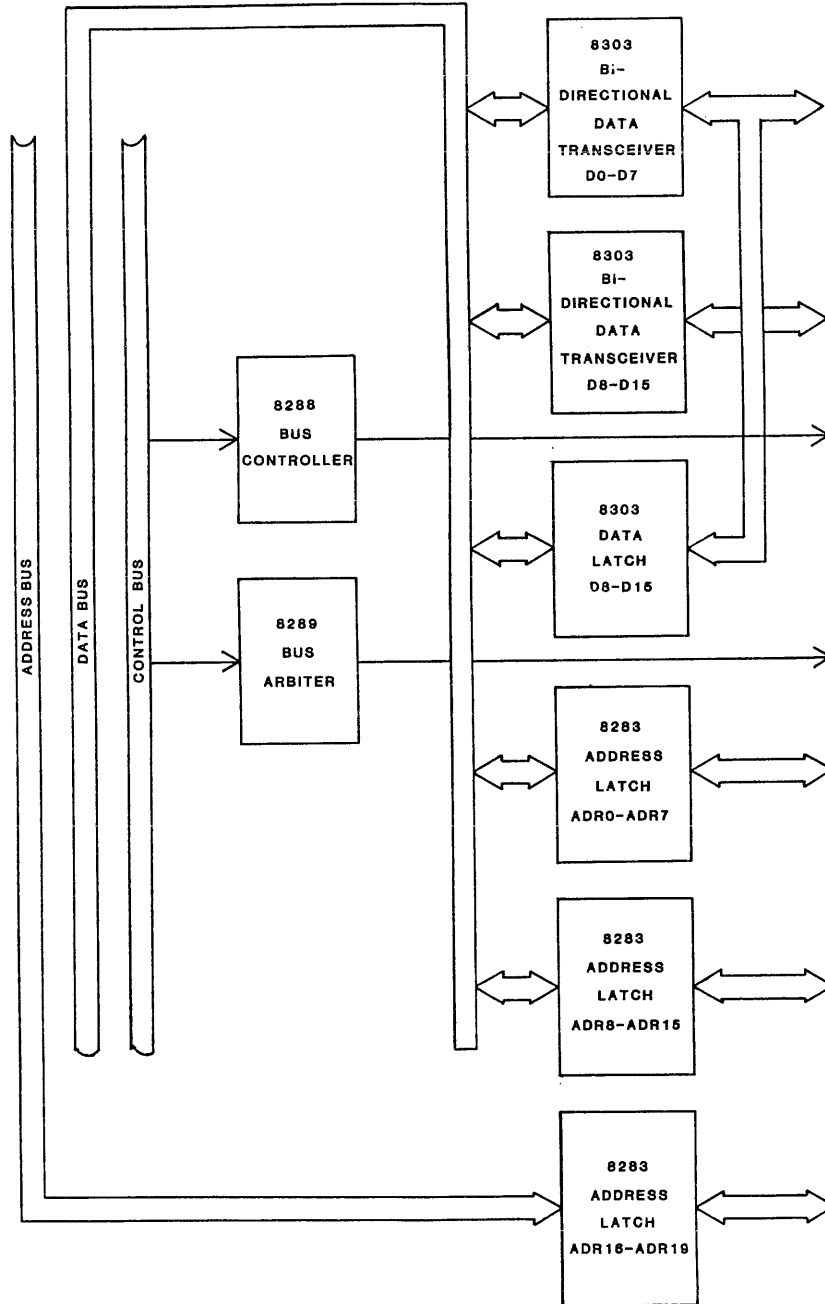 8303
Bi-
DIRECTIONAL
DATA
TRANSCEIVER
D0-D7
8303
Bi-
DIRECTIONAL
DATA
TRANSCEIVER
D8-D15
8288
BUS
CONTROLLER
8303
DATA
LATCH
D8-D15
ADDRESS BUS
DATA BUS
CONTROL BUS
8289
BUS
ARBITER
8283
ADDRESS
LATCH
ADR0-ADR7
8283
ADDRESS
LATCH
ADR8-ADR15
8283
ADDRESS
LATCH
ADR16-ADR19